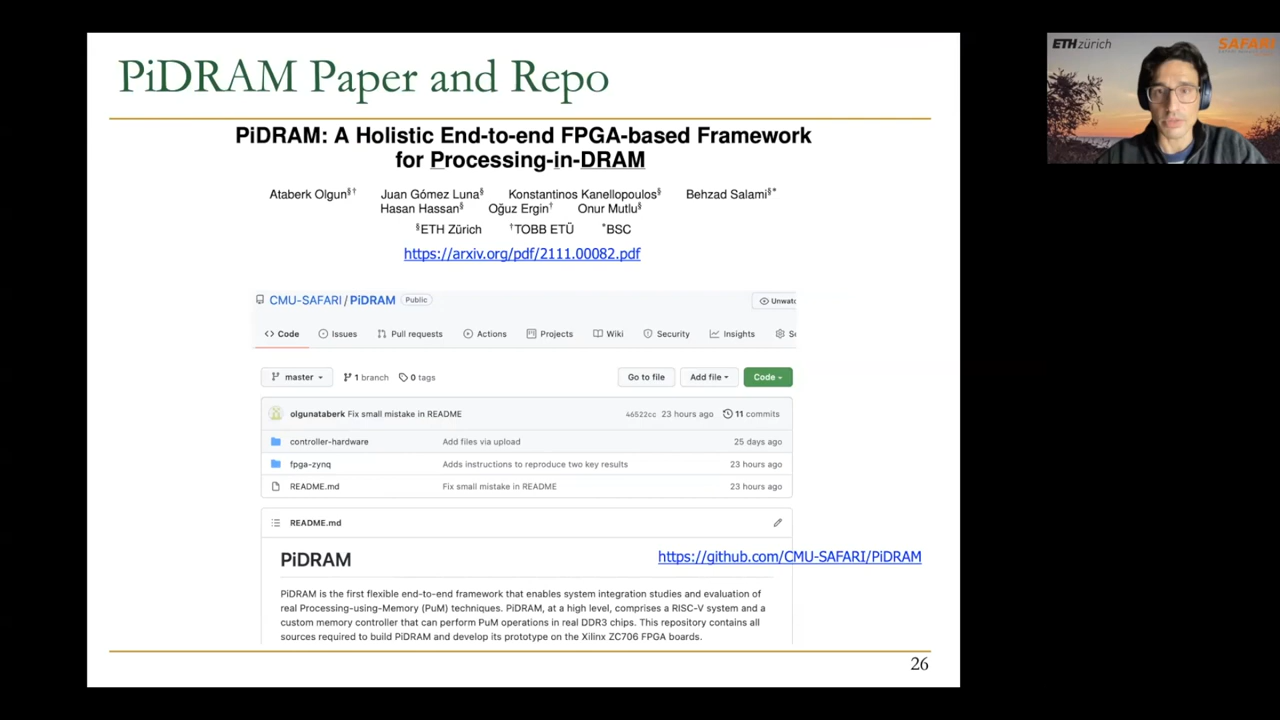 PiDRAM Paper and Repo
PiDRAM: A Holistic End-to-end FPGA-based Framework
for Processing-in-DRAM
Ataberk Olgun§† Juan Gómez Luna§ Konstantinos Kanellopoulos§ Behzad Salami§*
Hasan Hassan§ Oğuz Ergin† Onur Mutlu§
§ETH Zürich †TOBB ETÜ *BSC
https://arxiv.org/pdf/2111.00082.pdf
CMU-SAFARI / PiDRAM Public
Unwatc
Code Issues Pull requests Actions Projects Wiki Security Insights Se
master 1 branch 0 tags Go to file Add file Code
olgunataberk Fix small mistake in README 46522cc 23 hours ago 11 commits
controller-hardware Add files via upload 25 days ago
fpga-zynq Adds instructions to reproduce two key results 23 hours ago
README.md Fix small mistake in README 23 hours ago
README.md
PiDRAM
https://github.com/CMU-SAFARI/PiDRAM
PiDRAM is the first flexible end-to-end framework that enables system integration studies and evaluation of
real Processing-using-Memory (PuM) techniques. PiDRAM, at a high level, comprises a RISC-V system and a
custom memory controller that can perform PuM operations in real DDR3 chips. This repository contains all
sources required to build PiDRAM and develop its prototype on the Xilinx ZC706 FPGA boards.
26
ETH zürich
SAFARI